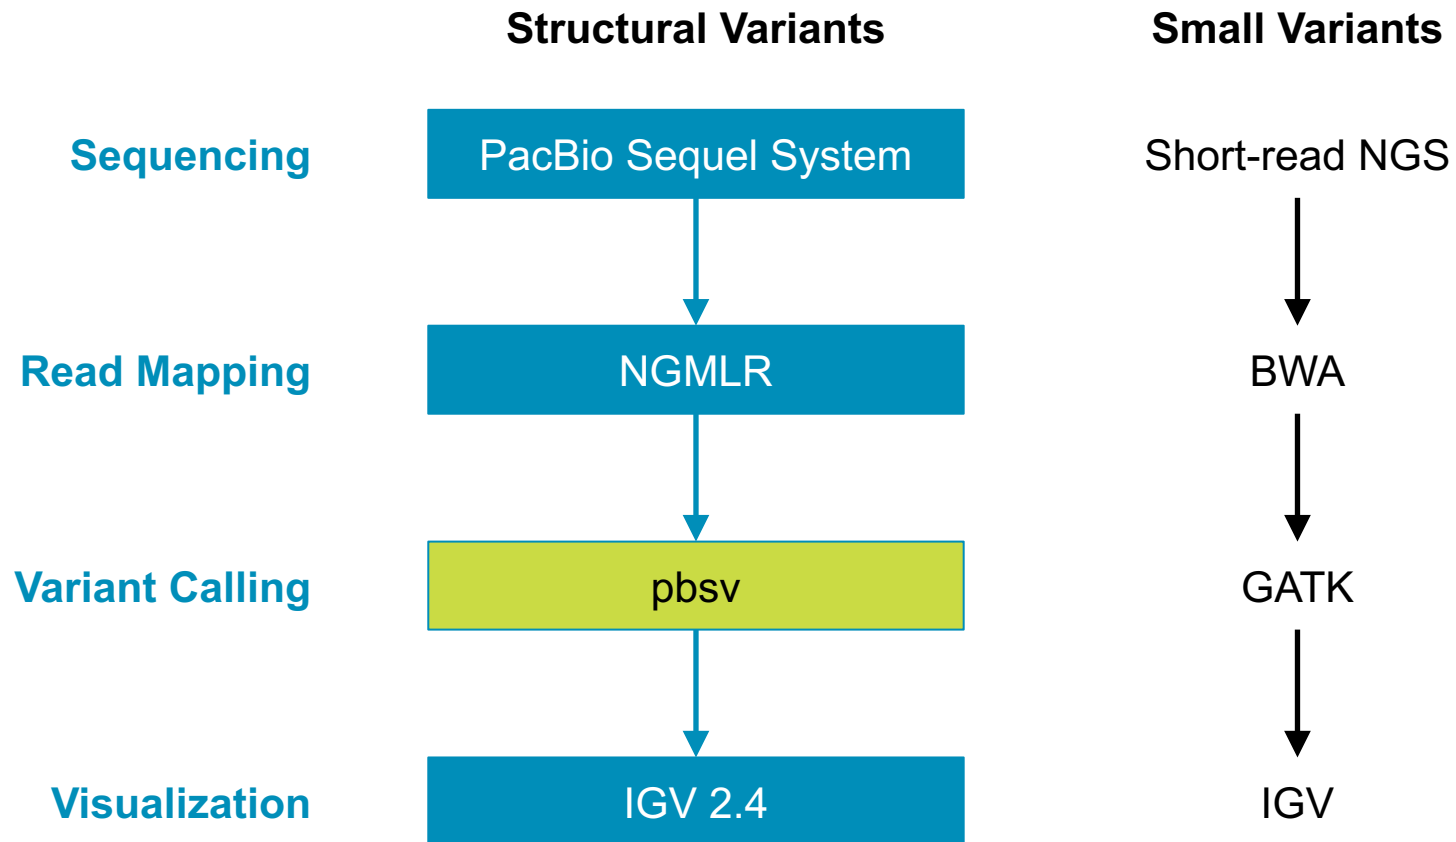 Structural Variants Small Variants
Sequencing PacBio Sequel System Short-read NGS
Read Mapping NGMLR BWA
Variant Calling pbsv GATK
Visualization IGV 2.4 IGV